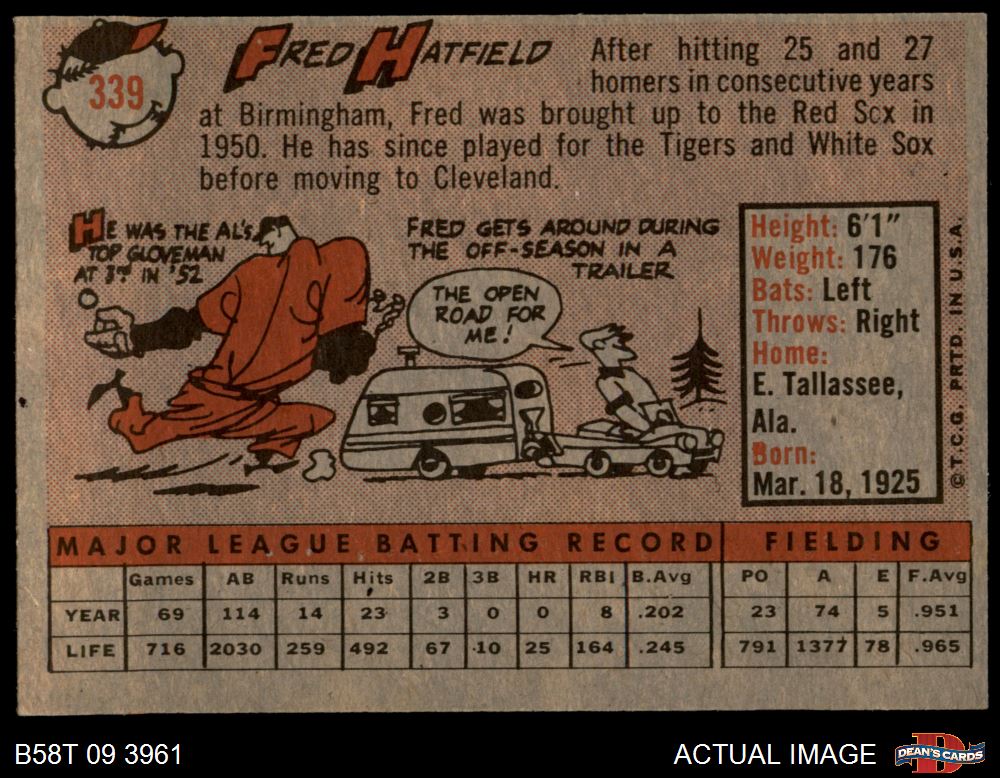 339
FRED HATFIELD
After hitting 25 and 27
homers in consecutive years
at Birmingham, Fred was brought up to the Red Scx in
1950. He has since played for the Tigers and White Sox
before moving to Cleveland.
HE WAS THE AL'S
TOP GLOVEMAN
AT 3RD IN '52
FRED GETS AROUND DURING
THE OFF-SEASON IN A
TRAILER
THE OPEN
ROAD FOR
ME!
Height: 6'1"
Weight: 176
Bats: Left
Throws: Right
Home:
E. Tallassee,
Ala.
Born:
Mar. 18, 1925
©T.C.G. PRTD. IN U.S.A.
MAJOR LEAGUE BATTING RECORD FIELDING
Games AB Runs Hits 2B 3B HR RBI B.Avg PO A E F.Avg
YEAR 69 114 14 23 3 0 0 8 .202 23 74 5 .951
LIFE 716 2030 259 492 67 10 25 164 .245 791 1377 78 .965
B58T 09 3961
ACTUAL IMAGE
D
DEAN'S CARDS